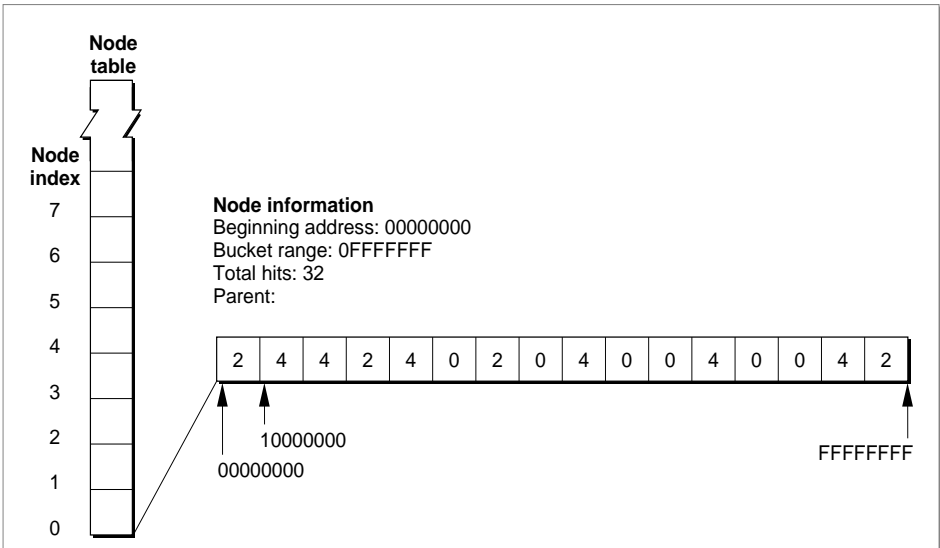 Node
table
Node
index
7
6
5
4
3
2
1
0
Node information
Beginning address: 00000000
Bucket range: 0FFFFFFF
Total hits: 32
Parent:
2 4 4 2 4 0 2 0 4 0 0 4 0 0 4 2
10000000
00000000
FFFFFFFF